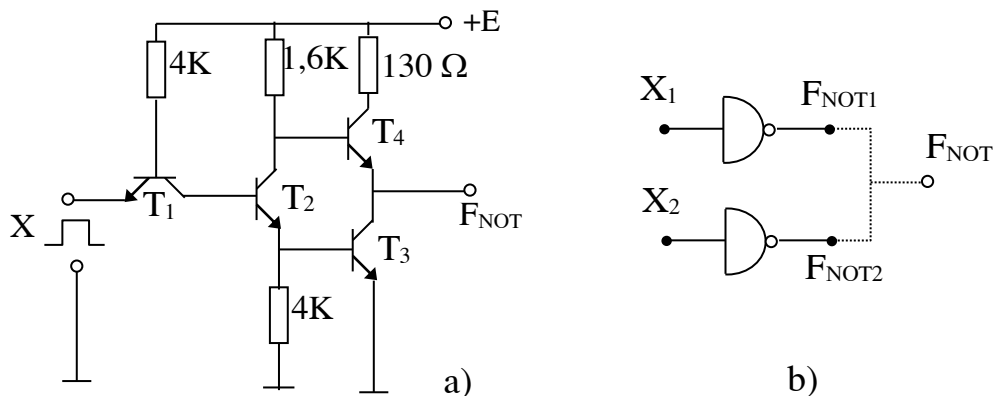 +E
4K
1,6K
130 Ω
T4
T1
T2
FNOT
X
T3
4K
a)
X1
FNOT1
FNOT
X2
FNOT2
b)